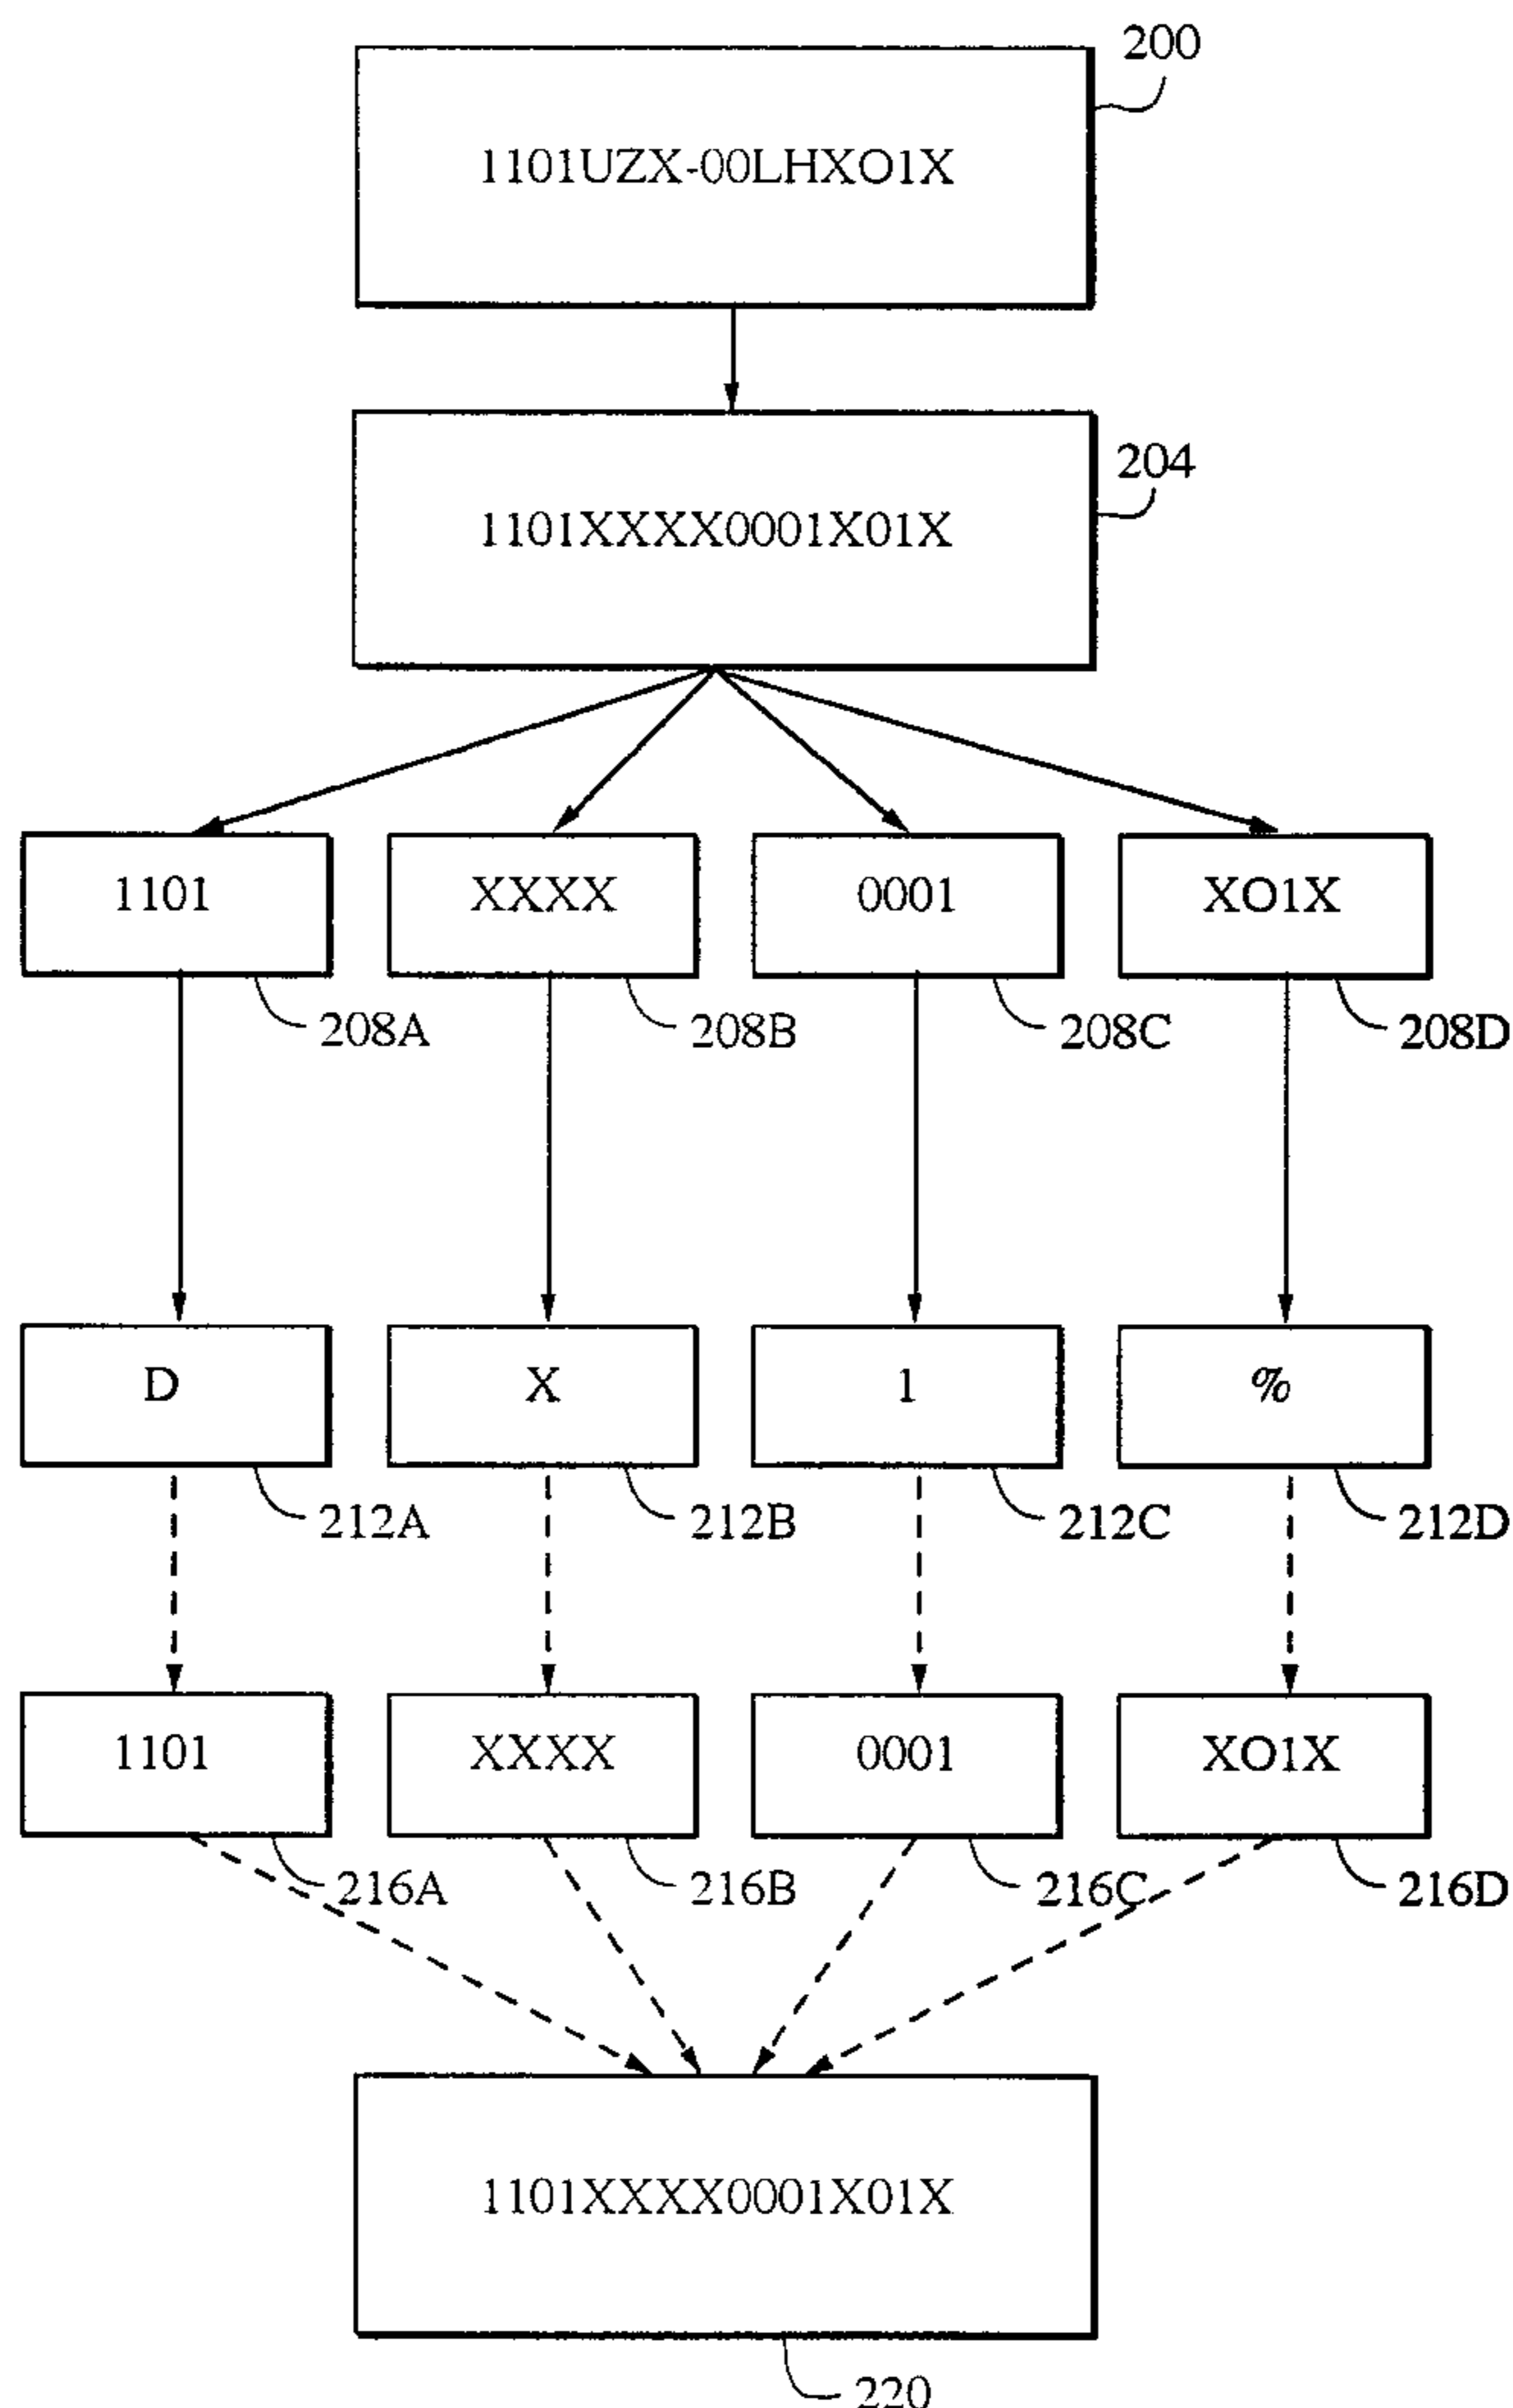 200
1101UZX-00LHXO1X
204
1101XXXX0001X01X
1101 XXXX 0001 XO1X
208A 208B 208C 208D
D X 1 %
212A 212B 212C 212D
1101 XXXX 0001 XO1X
216A 216B 216C 216D
1101XXXX0001X01X
220